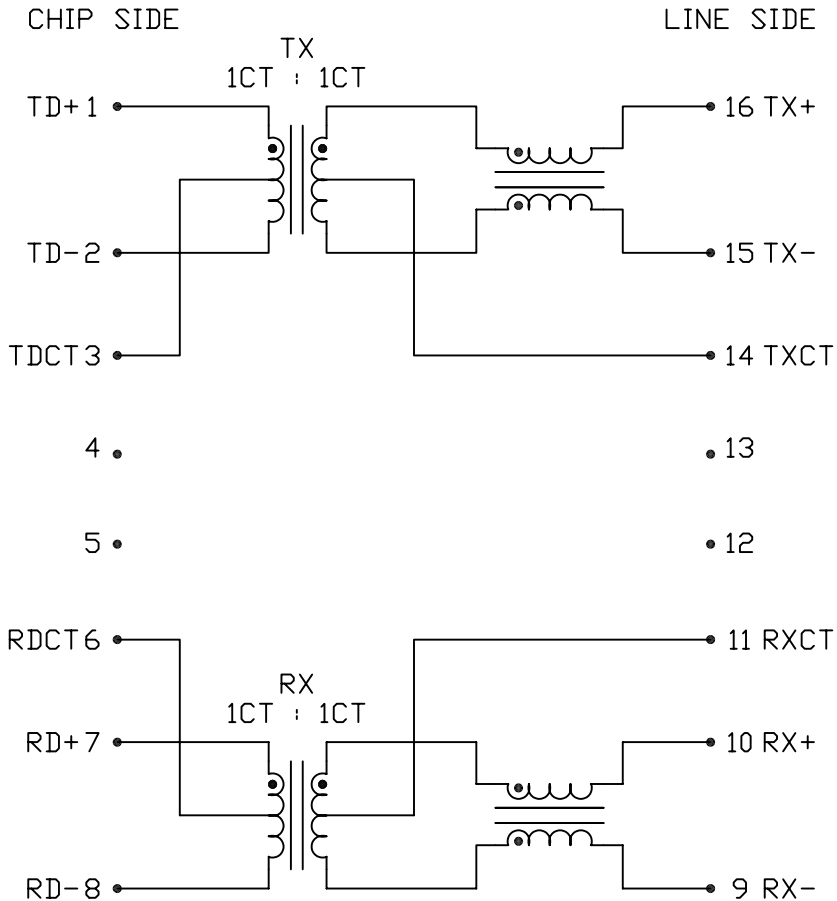 CHIP SIDE LINE SIDE
TX
1CT : 1CT
TD+ 1 16 TX+
TD- 2 15 TX-
TDCT 3 14 TXCT
4 13
5 12
RDCT 6 11 RXCT
RX
1CT : 1CT
RD+ 7 10 RX+
RD- 8 9 RX-